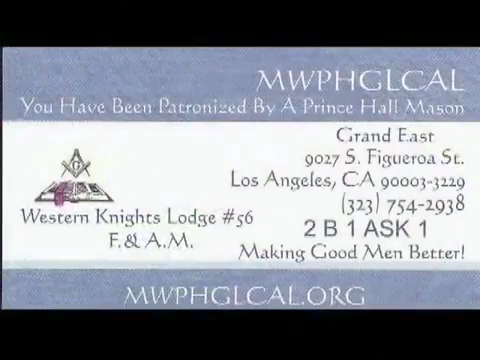 MWPHGLCAL
You Have Been Patronized By A Prince Hall Mason
Grand East
9027 S. Figueroa St.
Los Angeles, CA 90003-3229
(323) 754-2938
Western Knights Lodge #56
F. & A.M.
2 B 1 ASK 1
Making Good Men Better!
MWPHGLCAL.ORG